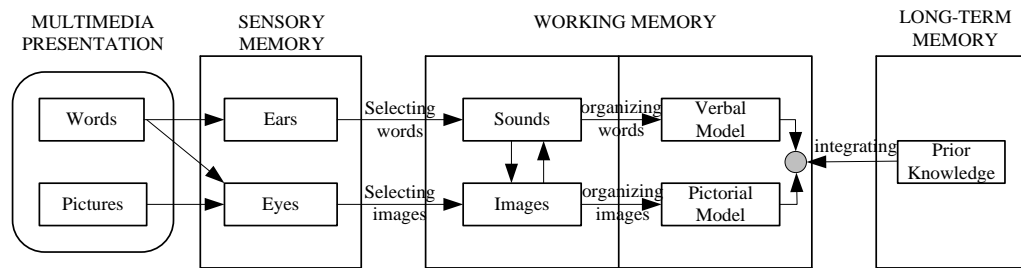 MULTIMEDIA
PRESENTATION
SENSORY
MEMORY
WORKING MEMORY
LONG-TERM
MEMORY
Words
Ears
Selecting
words
Sounds
organizing
words
Verbal
Model
integrating
Prior
Knowledge
Pictures
Eyes
Selecting
images
Images
organizing
images
Pictorial
Model